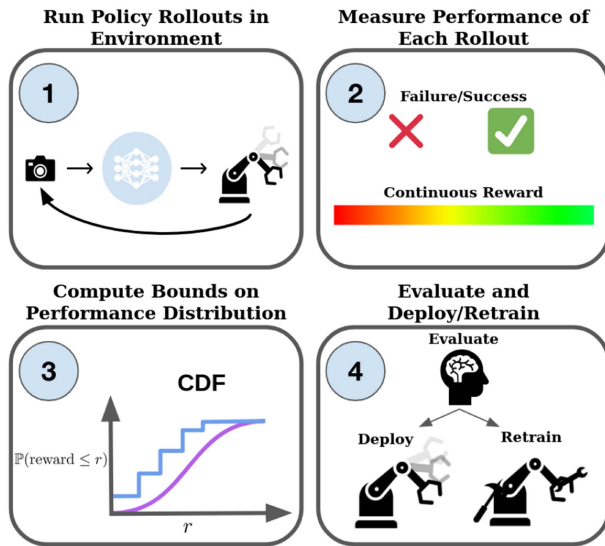 Run Policy Rollouts in
Environment
1
Measure Performance of
Each Rollout
2
Failure/Success
Continuous Reward
Compute Bounds on
Performance Distribution
3
CDF
ℙ(reward ≤ r)
r
Evaluate and
Deploy/Retrain
4
Evaluate
Deploy
Retrain